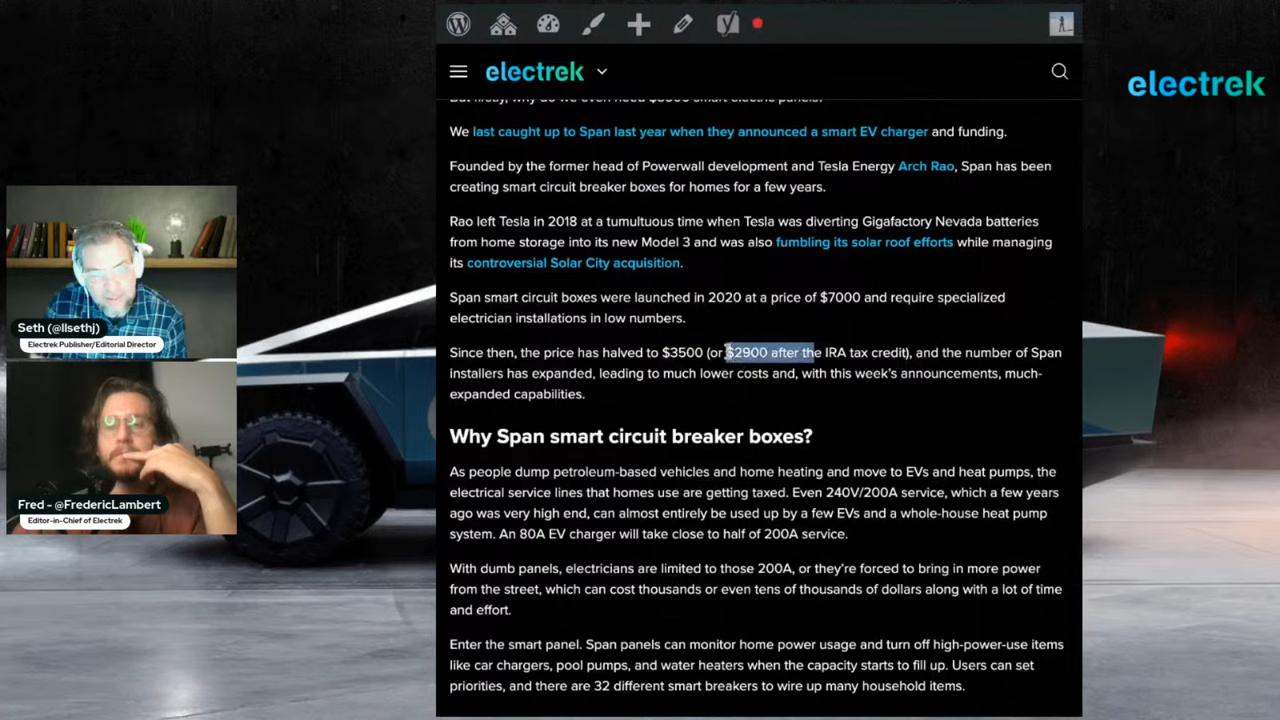 electrek
electrek
But firstly, why do we even need $3500 smart electric panels?
We last caught up to Span last year when they announced a smart EV charger and funding.
Founded by the former head of Powerwall development and Tesla Energy Arch Rao, Span has been
creating smart circuit breaker boxes for homes for a few years.
Rao left Tesla in 2018 at a tumultuous time when Tesla was diverting Gigafactory Nevada batteries
from home storage into its new Model 3 and was also fumbling its solar roof efforts while managing
its controversial Solar City acquisition.
Span smart circuit boxes were launched in 2020 at a price of $7000 and require specialized
electrician installations in low numbers.
Since then, the price has halved to $3500 (or $2900 after the IRA tax credit), and the number of Span
installers has expanded, leading to much lower costs and, with this week's announcements, much-
expanded capabilities.
Why Span smart circuit breaker boxes?
As people dump petroleum-based vehicles and home heating and move to EVs and heat pumps, the
electrical service lines that homes use are getting taxed. Even 240V/200A service, which a few years
ago was very high end, can almost entirely be used up by a few EVs and a whole-house heat pump
system. An 80A EV charger will take close to half of 200A service.
With dumb panels, electricians are limited to those 200A, or they're forced to bring in more power
from the street, which can cost thousands or even tens of thousands of dollars along with a lot of time
and effort.
Enter the smart panel. Span panels can monitor home power usage and turn off high-power-use items
like car chargers, pool pumps, and water heaters when the capacity starts to fill up. Users can set
priorities, and there are 32 different smart breakers to wire up many household items.
Seth (@llsethj)
Electrek Publisher/Editorial Director
Fred - @FredericLambert
Editor-in-Chief of Electrek